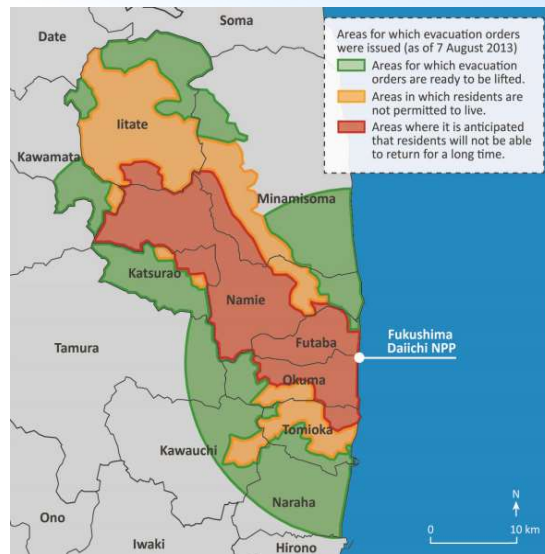 Date
Soma
Areas for which evacuation orders
were issued (as of 7 August 2013)
Areas for which evacuation
orders are ready to be lifted.
Areas in which residents are
not permitted to live.
Areas where it is anticipated
that residents will not be able
to return for a long time.
Iitate
Kawamata
Minamisoma
Katsurao
Namie
Futaba
Fukushima
Daiichi NPP
Tamura
Okuma
Tomioka
Kawauchi
Naraha
N
Ono
Iwaki
Hirono
0
10 km